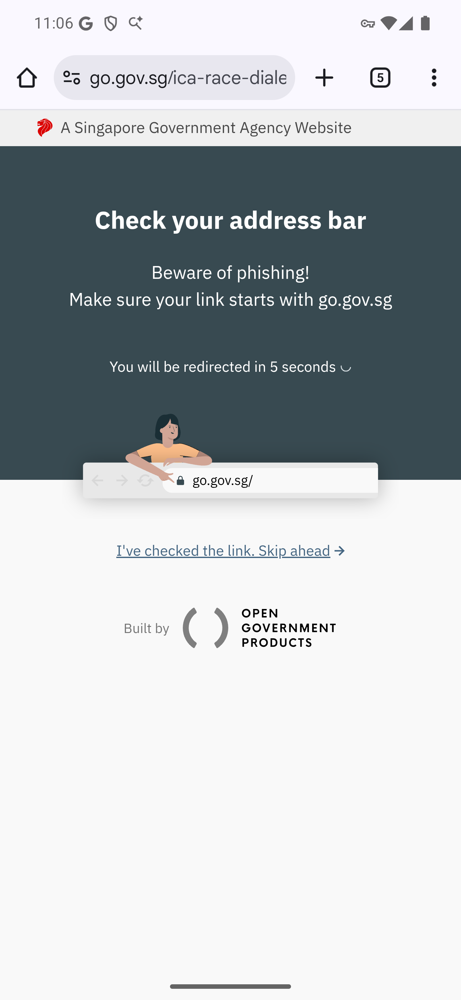 11:06
go.gov.sg/ica-race-diale
5
A Singapore Government Agency Website
Check your address bar
Beware of phishing!
Make sure your link starts with go.gov.sg
You will be redirected in 5 seconds
go.gov.sg/
I've checked the link. Skip ahead →
Built by
OPEN
GOVERNMENT
PRODUCTS